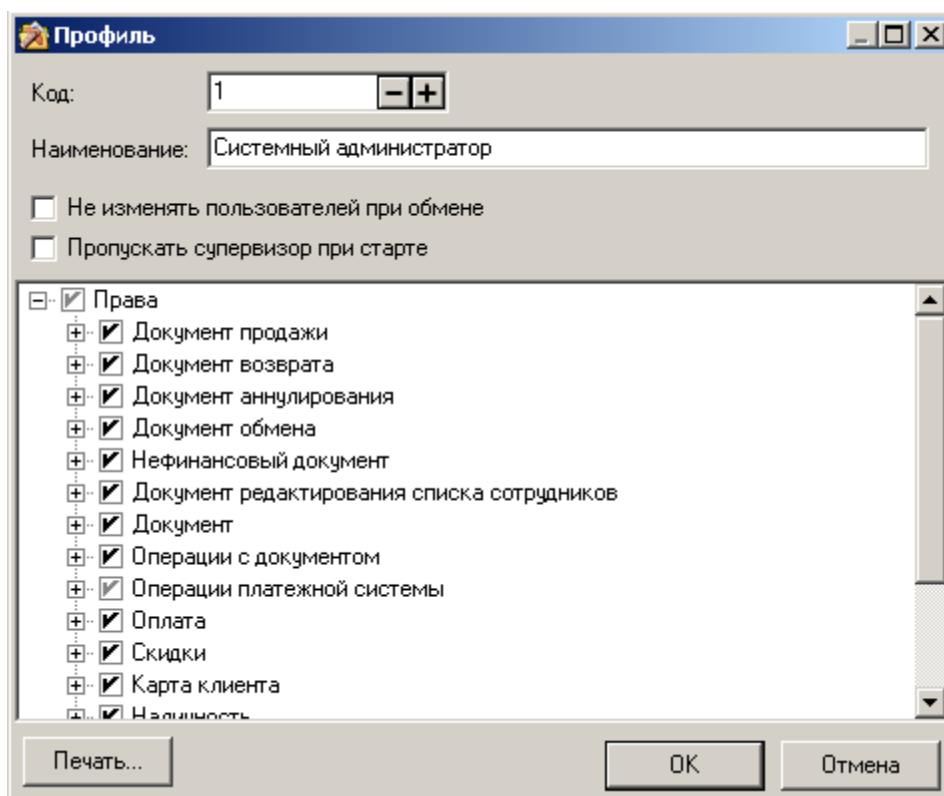 Профиль
Код: 1
Наименование: Системный администратор
Не изменять пользователей при обмене
Пропускать супервизор при старте
Права
Документ продажи
Документ возврата
Документ аннулирования
Документ обмена
Нефинансовый документ
Документ редактирования списка сотрудников
Документ
Операции с документом
Операции платежной системы
Оплата
Скидки
Карта клиента
Наличность
Печать... OK Отмена